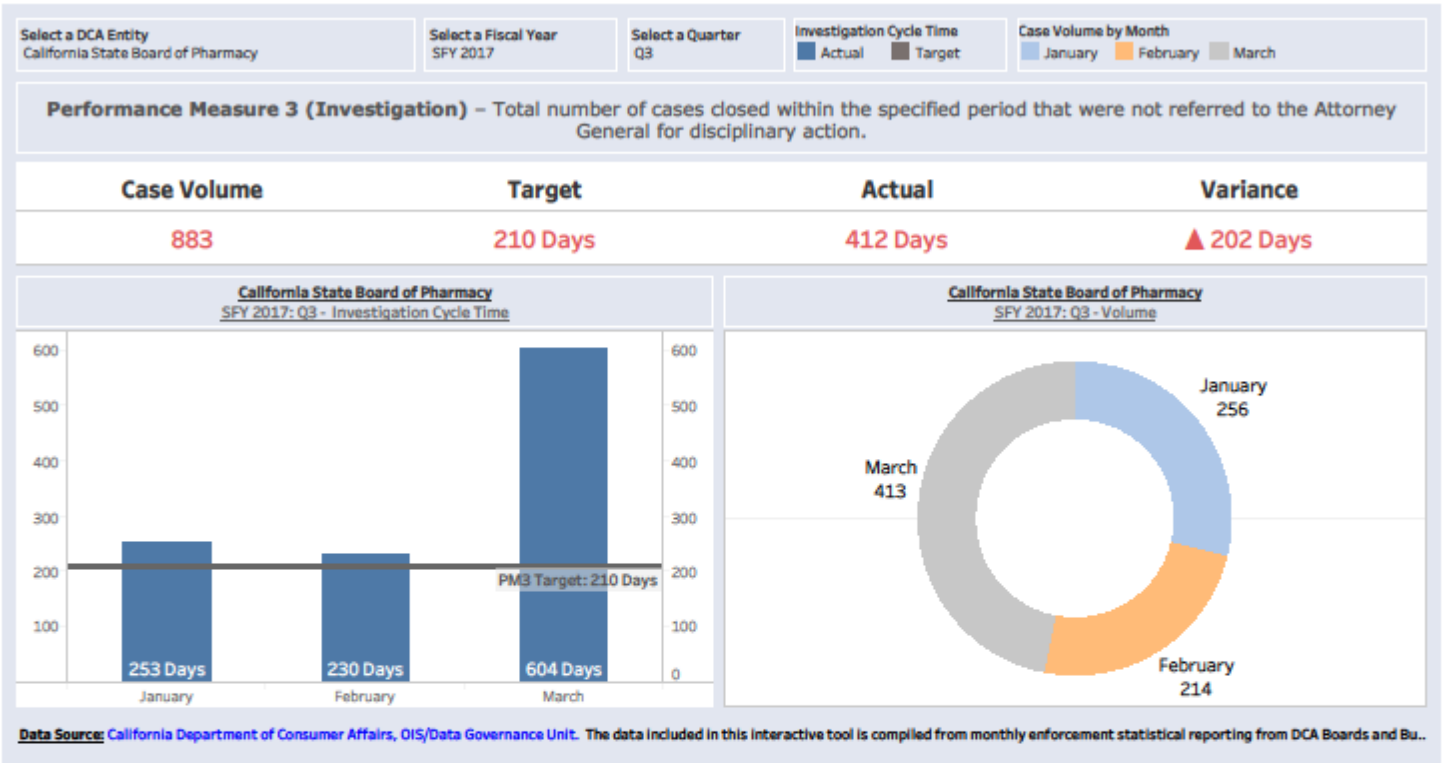 Select a DCA Entity
California State Board of Pharmacy
Select a Fiscal Year
SFY 2017
Select a Quarter
Q3
Investigation Cycle Time
Actual Target
Case Volume by Month
January February March
Performance Measure 3 (Investigation) – Total number of cases closed within the specified period that were not referred to the Attorney
General for disciplinary action.
Case Volume Target Actual Variance
883 210 Days 412 Days ▲ 202 Days
California State Board of Pharmacy
SFY 2017: Q3 - Investigation Cycle Time
600 600
500 500
400 400
300 300
200 200
PM3 Target: 210 Days
100 100
253 Days 230 Days 604 Days
0
January February March
California State Board of Pharmacy
SFY 2017: Q3 - Volume
January
256
March
413
February
214
Data Source: California Department of Consumer Affairs, OIS/Data Governance Unit. The data included in this interactive tool is compiled from monthly enforcement statistical reporting from DCA Boards and Bu..